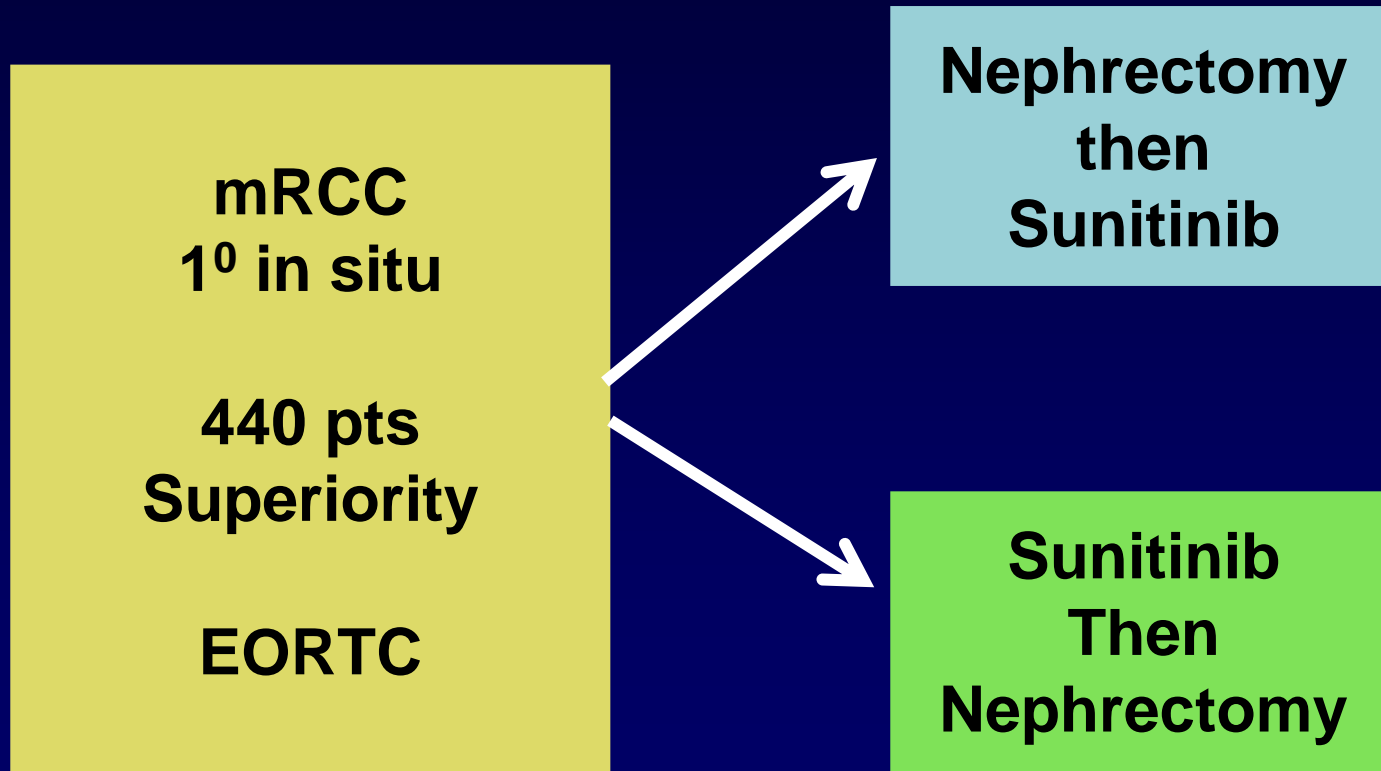 mRCC
1⁰ in situ
440 pts
Superiority
EORTC
Nephrectomy
then
Sunitinib
Sunitinib
Then
Nephrectomy